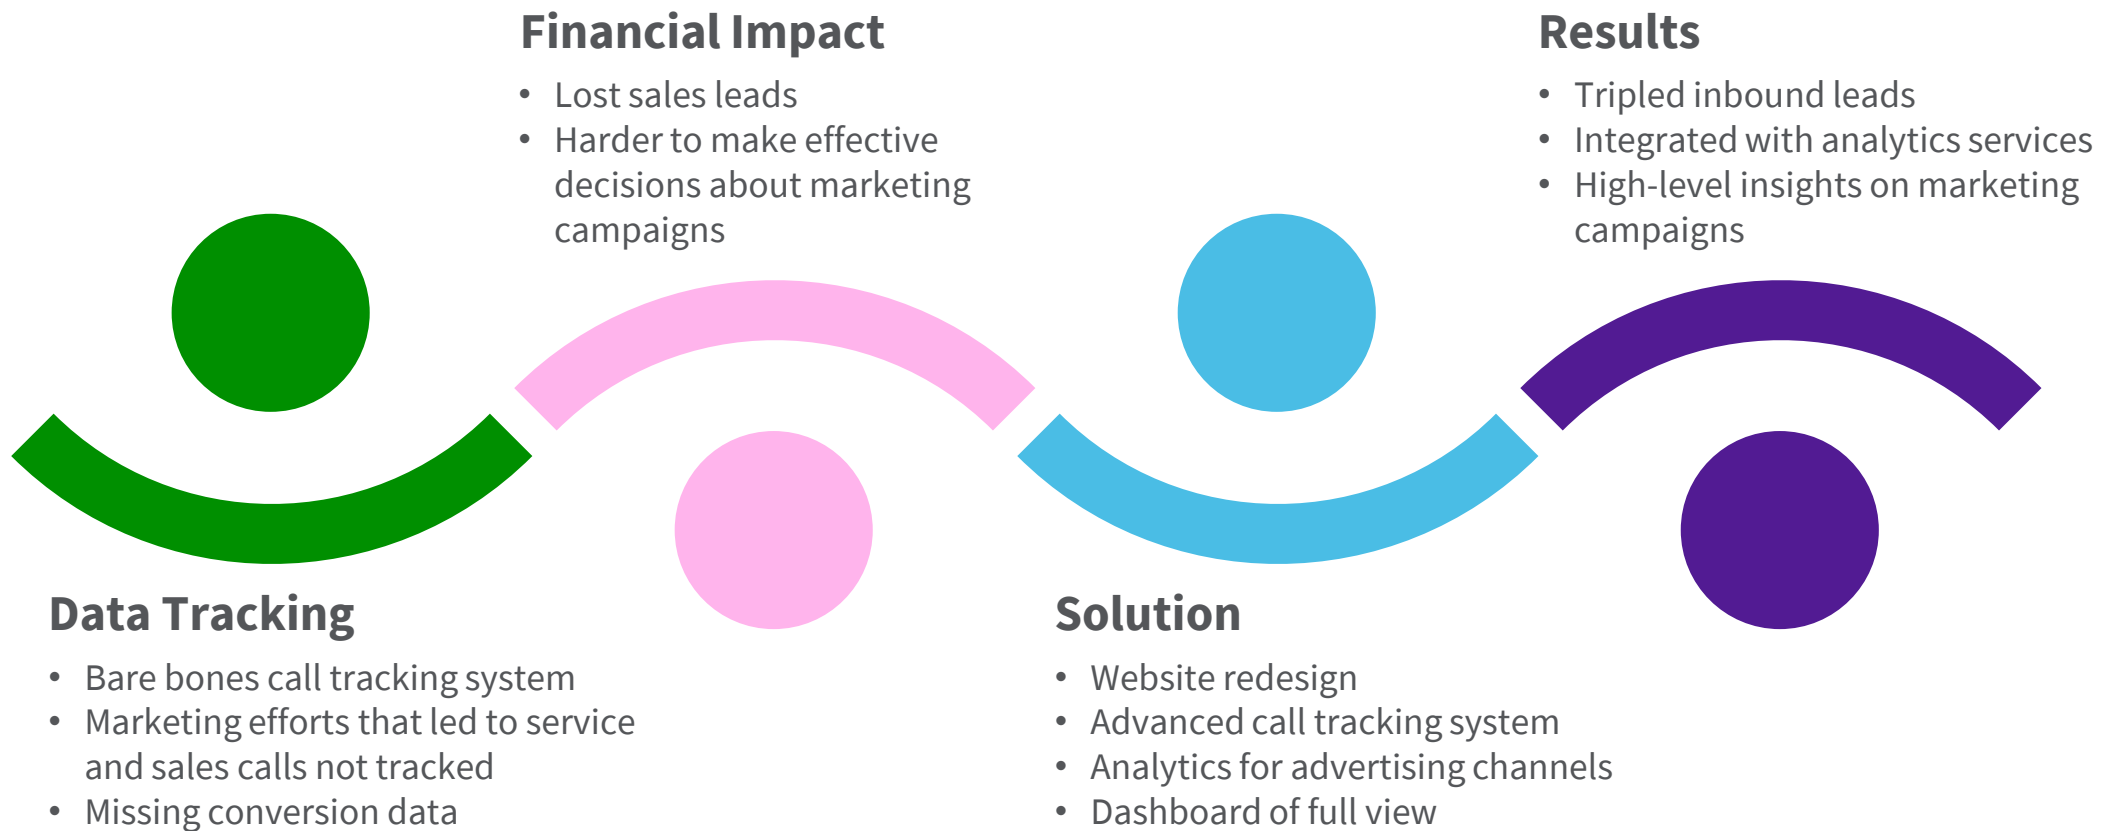 Financial Impact
• Lost sales leads
• Harder to make effective
decisions about marketing
campaigns
Results
• Tripled inbound leads
• Integrated with analytics services
• High-level insights on marketing
campaigns
Data Tracking
• Bare bones call tracking system
• Marketing efforts that led to service
and sales calls not tracked
• Missing conversion data
Solution
• Website redesign
• Advanced call tracking system
• Analytics for advertising channels
• Dashboard of full view